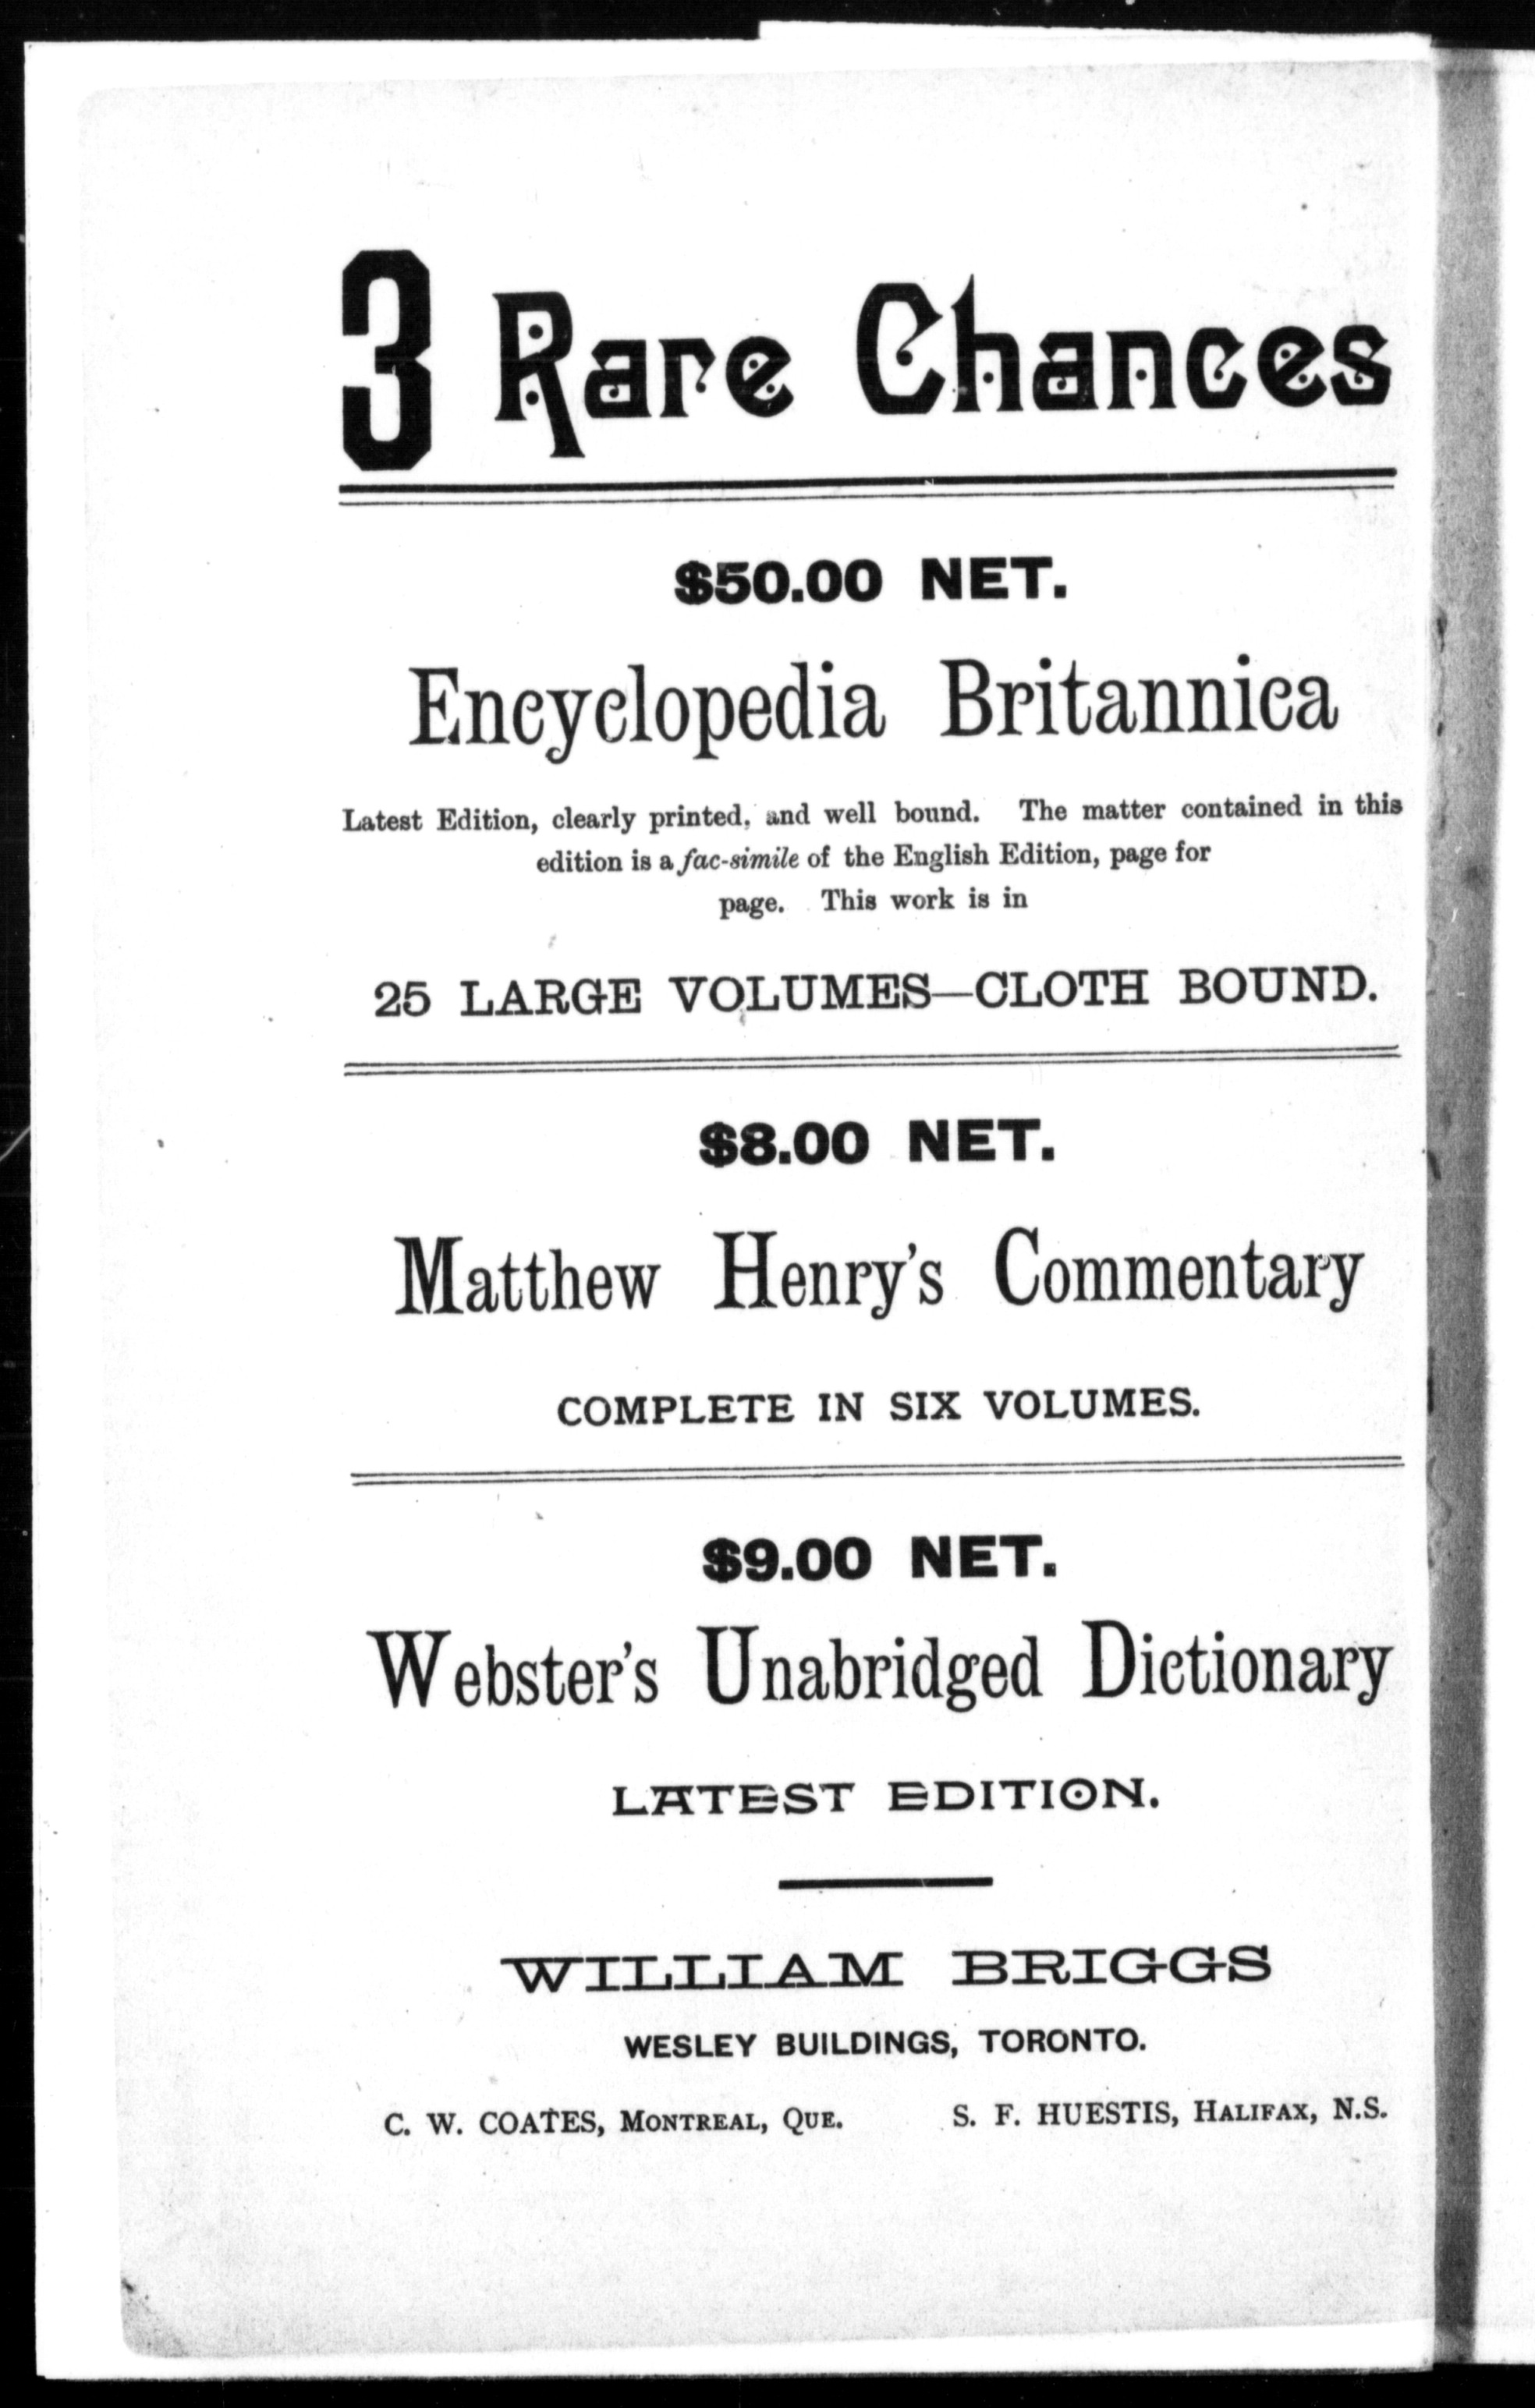 3 Rare Chances
$50.00 NET.
Encyclopedia Britannica
Latest Edition, clearly printed, and well bound. The matter contained in this
edition is a fac-simile of the English Edition, page for
page. This work is in
25 LARGE VOLUMES—CLOTH BOUND.
$8.00 NET.
Matthew Henry's Commentary
COMPLETE IN SIX VOLUMES.
$9.00 NET.
Webster's Unabridged Dictionary
LATEST EDITION.
WILLIAM BRIGGS
WESLEY BUILDINGS, TORONTO.
C. W. COATES, MONTREAL, QUE. S. F. HUESTIS, HALIFAX, N.S.